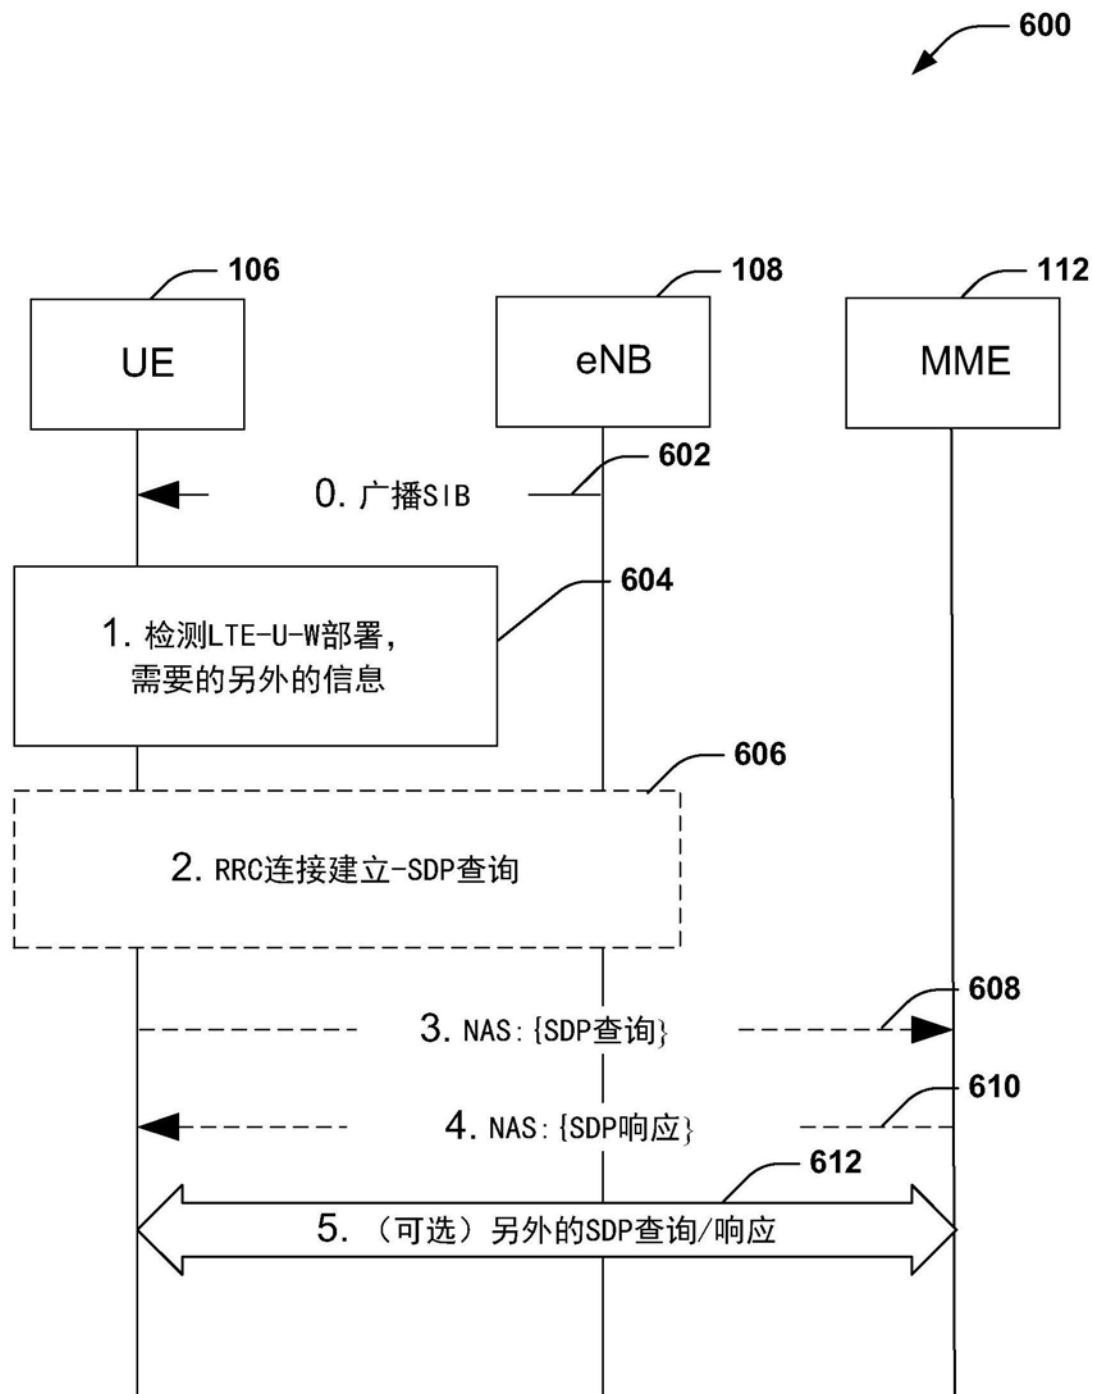 600
106
108
112
UE
eNB
MME
602
0. 广播SIB
604
1. 检测LTE-U-W部署,
需要的另外的信息
606
2. RRC连接建立-SDP查询
608
3. NAS: {SDP查询}
610
4. NAS: {SDP响应}
612
5. （可选）另外的SDP查询/响应